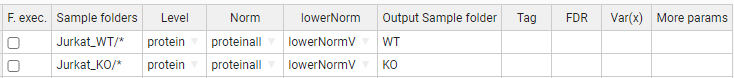 F. exec. Sample folders Level Norm lowerNorm Output Sample folder Tag FDR Var(x) More params
Jurkat_WT/* protein proteinall lowerNormV WT
Jurkat_KO/* protein proteinall lowerNormV KO